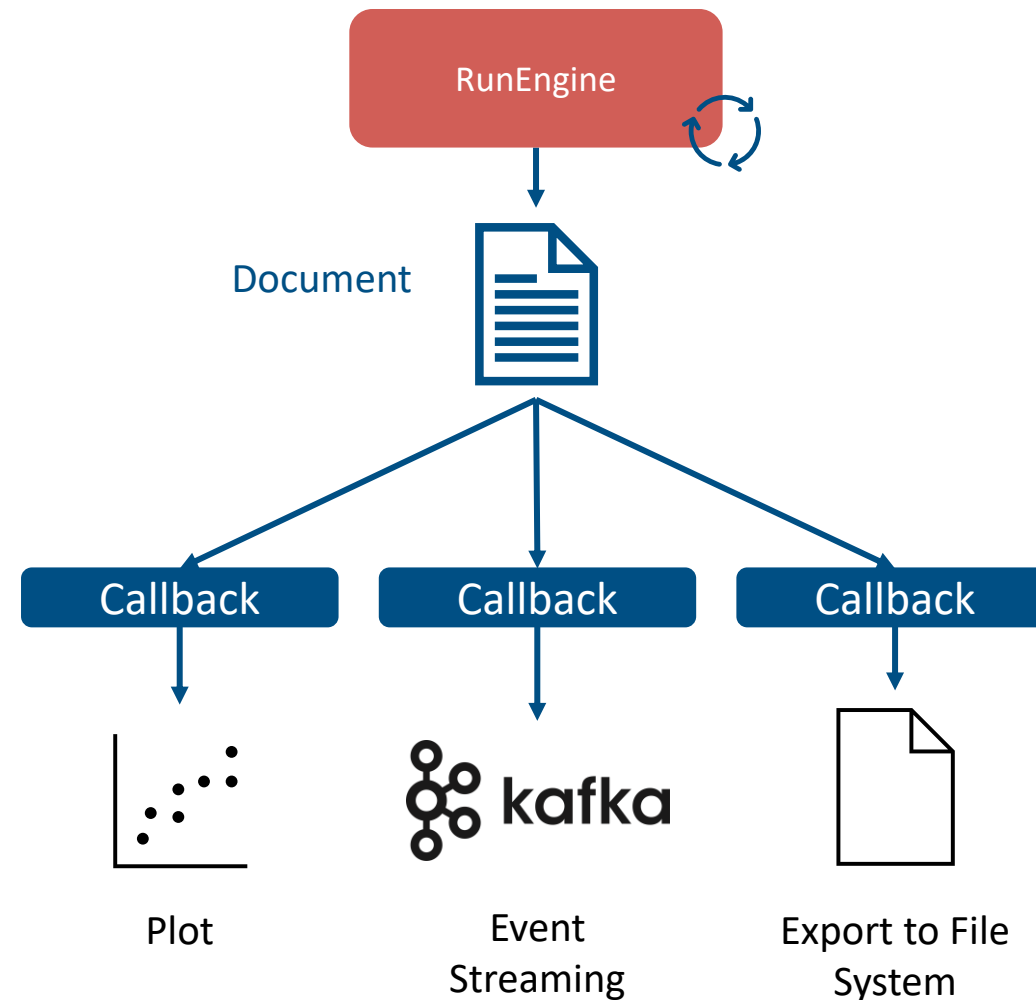 RunEngine
Document
Callback
Callback
Callback
kafka
Plot
Event
Streaming
Export to File
System